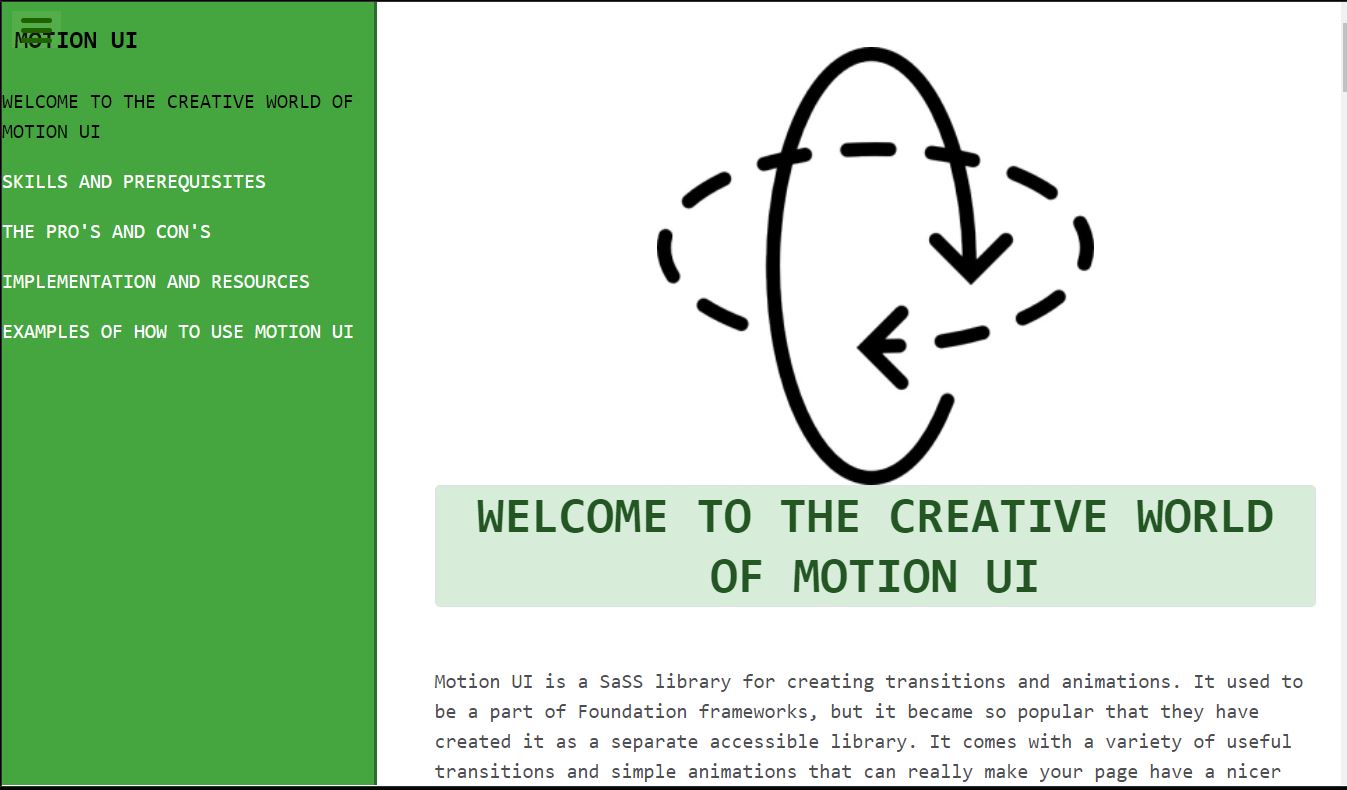 MOTION UI
WELCOME TO THE CREATIVE WORLD OF
MOTION UI
SKILLS AND PREREQUISITES
THE PRO'S AND CON'S
IMPLEMENTATION AND RESOURCES
EXAMPLES OF HOW TO USE MOTION UI
WELCOME TO THE CREATIVE WORLD
OF MOTION UI
Motion UI is a SaSS library for creating transitions and animations. It used to
be a part of Foundation frameworks, but it became so popular that they have
created it as a separate accessible library. It comes with a variety of useful
transitions and simple animations that can really make your page have a nicer